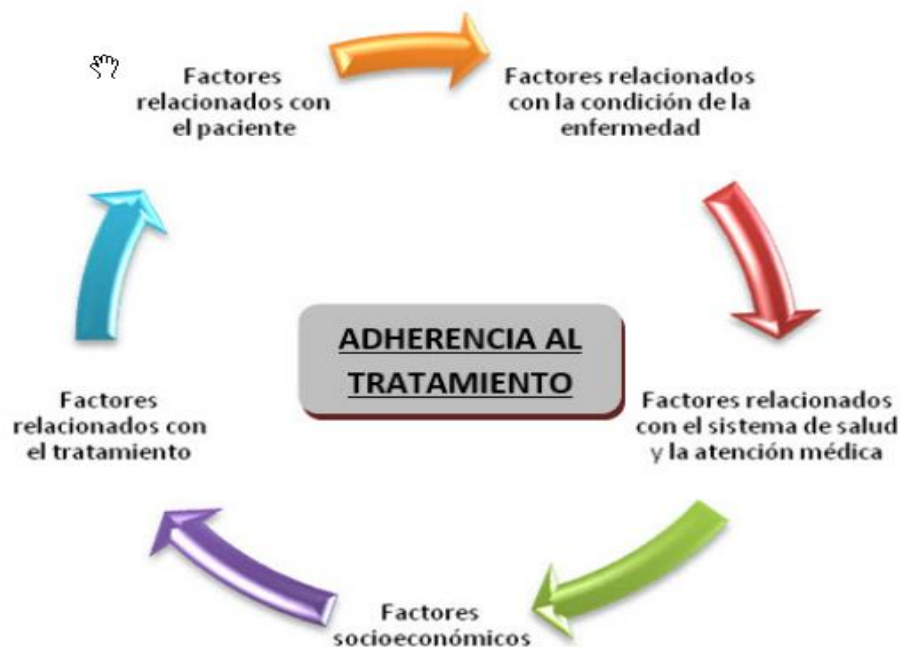 Factores
relacionados con
el paciente
Factores relacionados
con la condición de la
enfermedad
ADHERENCIA AL
TRATAMIENTO
Factores
relacionados con
el tratamiento
Factores relacionados
con el sistema de salud
y la atención médica
Factores
socioeconómicos